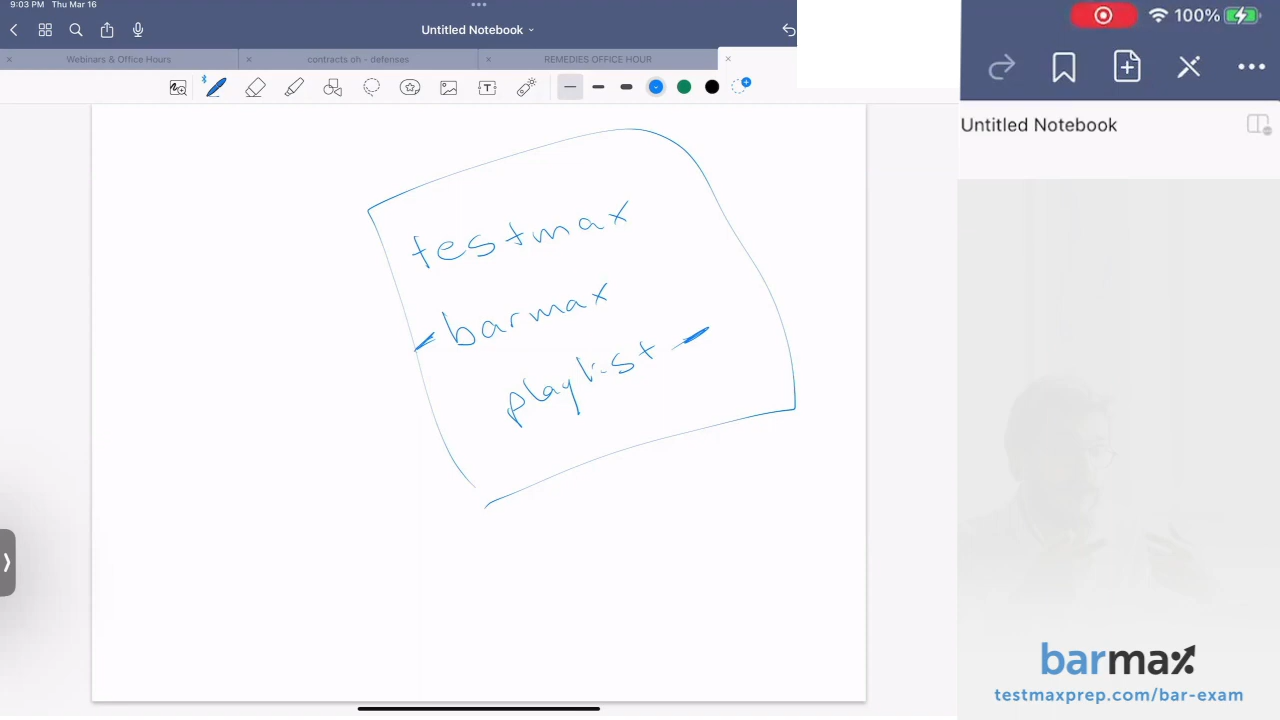 9:03 PM Thu Mar 16
100%
Untitled Notebook
Webinars & Office Hours
contracts oh - defenses
REMEDIES OFFICE HOUR
Untitled Notebook
testmax
barmax
playlist
barmax
testmaxprep.com/bar-exam